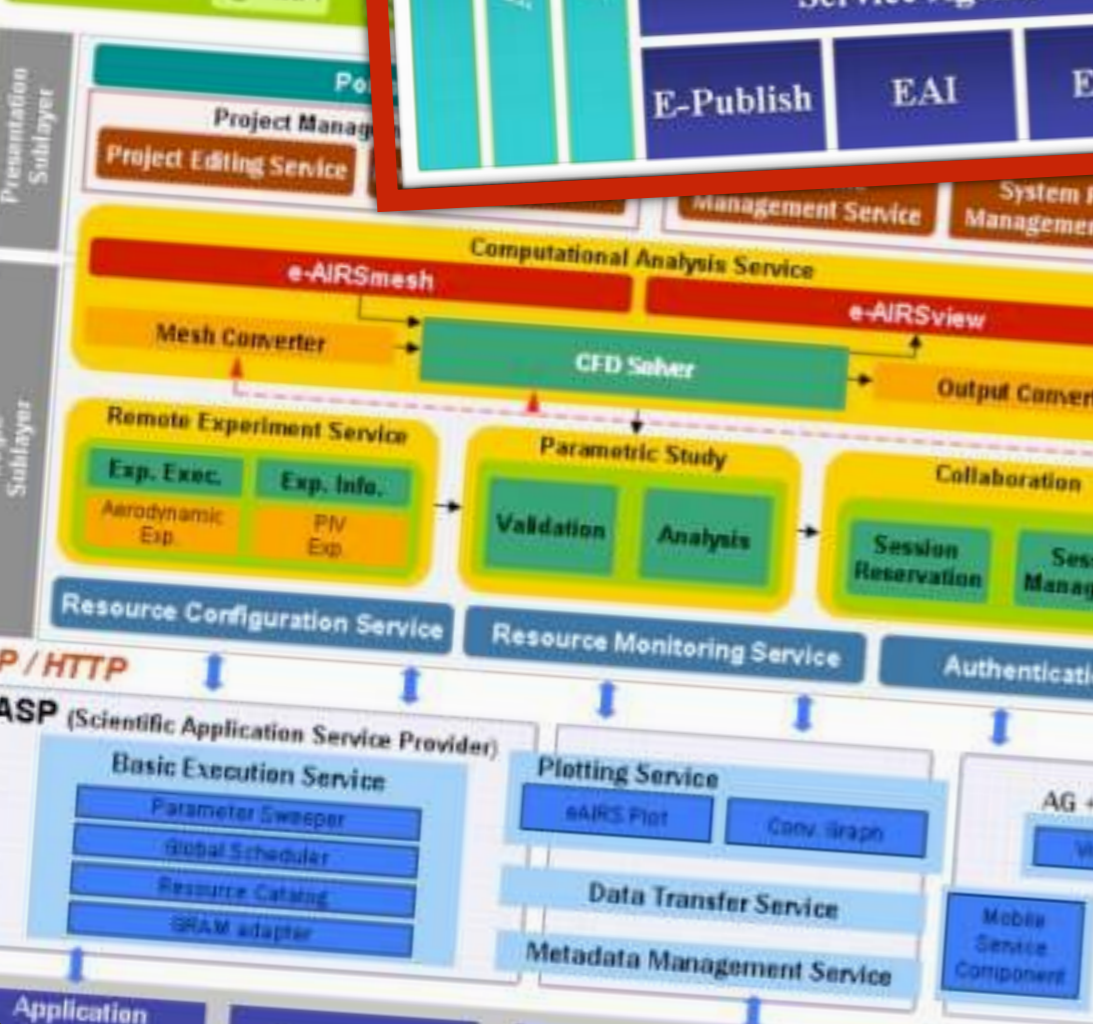 E-Publish
EAI
Presentation
Sublayer
Project
Project Editing Service
Management Service
System
Computational Analysis Service
e-AIRSmesh
e-AIRSview
Mesh Converter
CFD Solver
Output
Sublayer
Remote Experiment Service
Exp. Exec.
Exp. Info.
Aerodynamic
Exp.
PIV
Exp
Parametric Study
Validation
Analysis
Collaboration
Session
Reservation
Resource Configuration Service
Resource Monitoring Service
P / HTTP
ASP (Scientific Application Service Provider)
Basic Execution Service
Parameter Sweeper
Global Scheduler
Resource Catalog
GRAM adapter
Plotting Service
eAIRS Plot
Conv. Graph
Data Transfer Service
Metadata Management Service
AG +
Mobile
Service
Component
Application